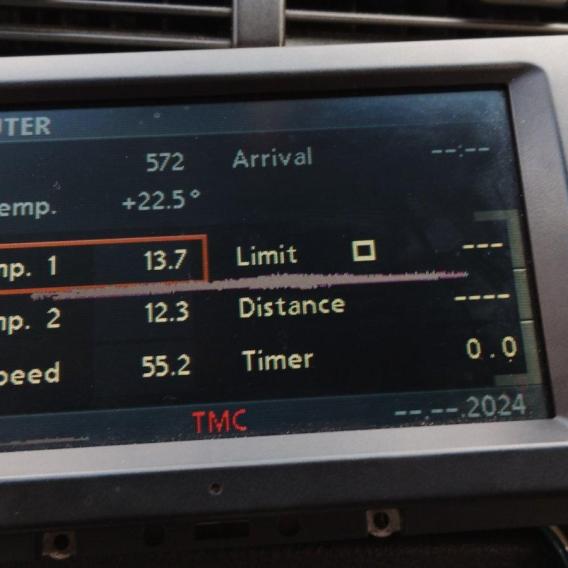 UTER
572 Arrival --:--
emp. +22.5°
mp. 1 13.7 Limit ---
mp. 2 12.3 Distance ----
peed 55.2 Timer 0.0
TMC --.--.2024